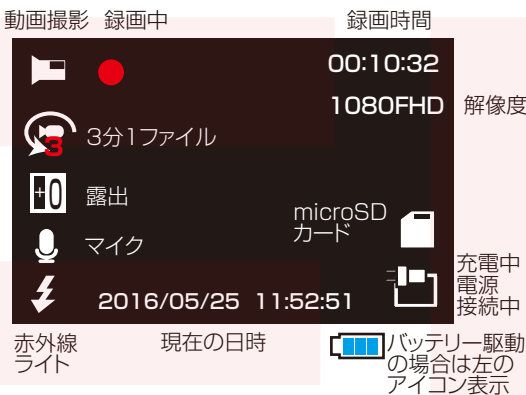 動画撮影 録画中 録画時間
00:10:32
1080FHD 解像度
3
3分1ファイル
+0 露出
microSD
カード
マイク
充電中
電源
接続中
2016/05/25 11:52:51
赤外線
ライト
現在の日時
バッテリー駆動
の場合は左の
アイコン表示